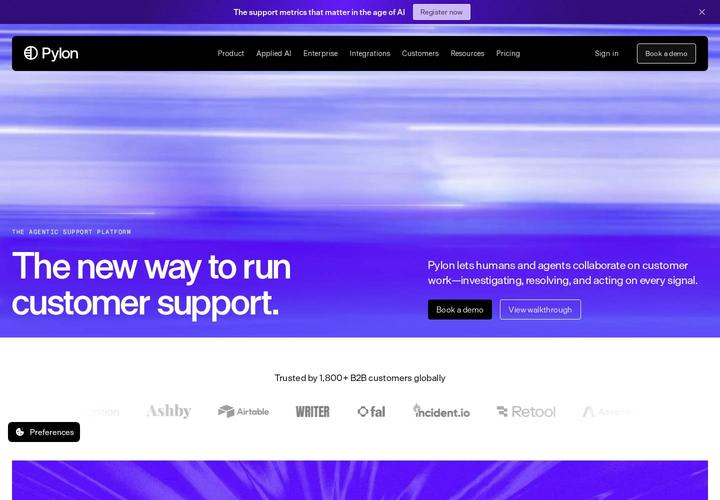 The support metrics that matter in the age of AI
Register now
Pylon
Product
Applied AI
Enterprise
Integrations
Customers
Resources
Pricing
Sign in
Book a demo
THE AGENTIC SUPPORT PLATFORM
The new way to run
customer support.
Pylon lets humans and agents collaborate on customer
work—investigating, resolving, and acting on every signal.
Book a demo
View walkthrough
Trusted by 1,800+ B2B customers globally
Ashby
Airtable
WRITER
fal
incident.io
Retool
Preferences